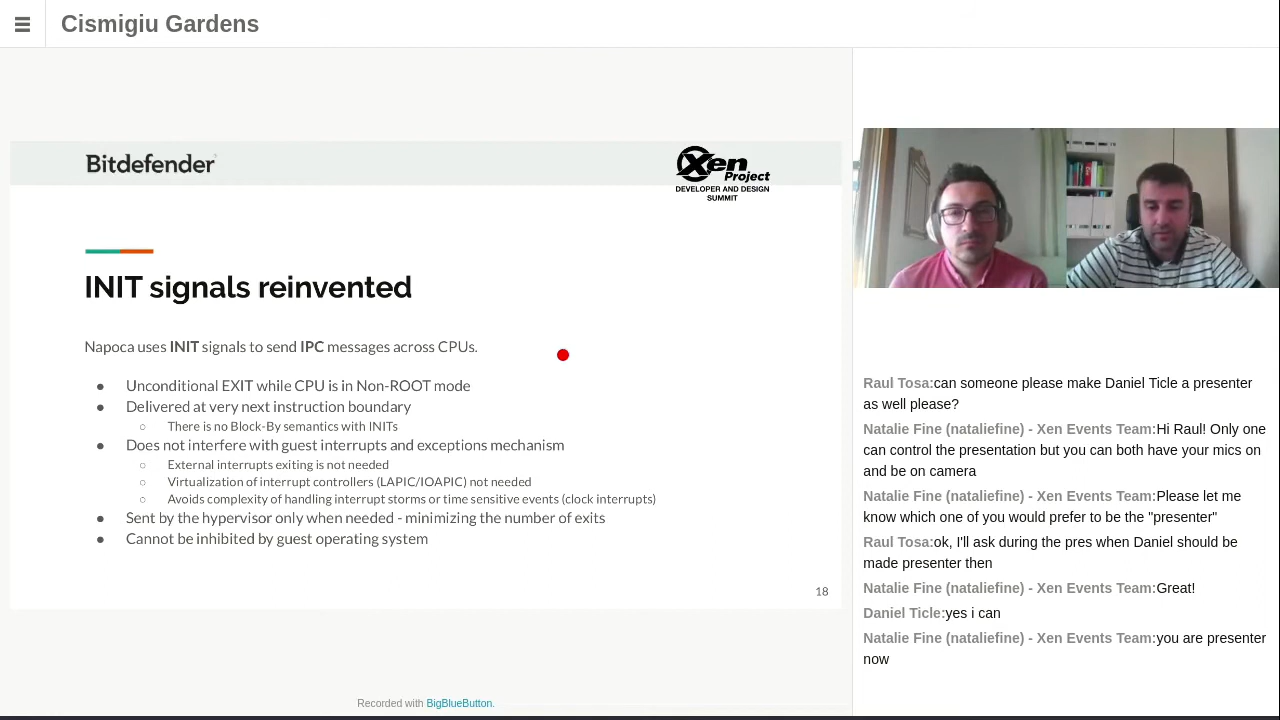 Cismigiu Gardens
Bitdefender
Xen
Project
DEVELOPER AND DESIGN
SUMMIT
INIT signals reinvented
Napoca uses INIT signals to send IPC messages across CPUs.
● Unconditional EXIT while CPU is in Non-ROOT mode
● Delivered at very next instruction boundary
○ There is no Block-By semantics with INITs
● Does not interfere with guest interrupts and exceptions mechanism
○ External interrupts exiting is not needed
○ Virtualization of interrupt controllers (LAPIC/IOAPIC) not needed
○ Avoids complexity of handling interrupt storms or time sensitive events (clock interrupts)
● Sent by the hypervisor only when needed - minimizing the number of exits
● Cannot be inhibited by guest operating system
18
Recorded with BigBlueButton.
Raul Tosa:can someone please make Daniel Ticle a presenter
as well please?
Natalie Fine (nataliefine) - Xen Events Team:Hi Raul! Only one
can control the presentation but you can both have your mics on
and be on camera
Natalie Fine (nataliefine) - Xen Events Team:Please let me
know which one of you would prefer to be the "presenter"
Raul Tosa:ok, I'll ask during the pres when Daniel should be
made presenter then
Natalie Fine (nataliefine) - Xen Events Team:Great!
Daniel Ticle:yes i can
Natalie Fine (nataliefine) - Xen Events Team:you are presenter
now